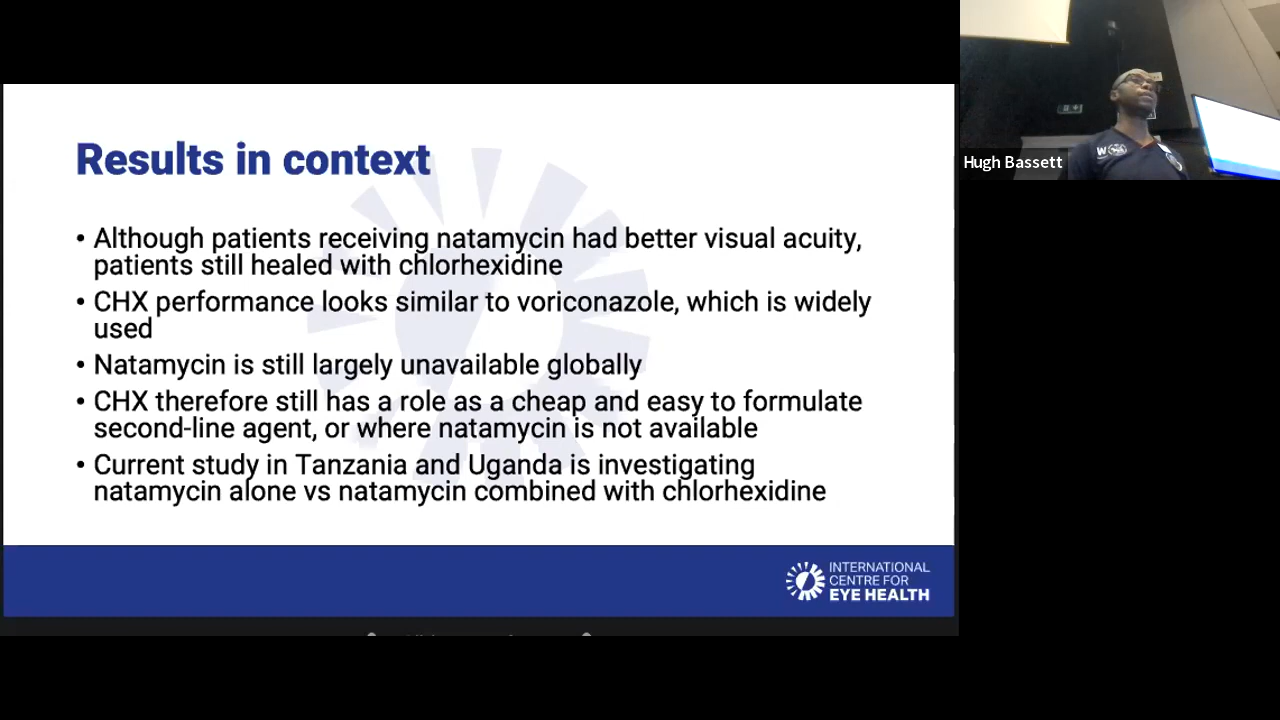 Results in context
• Although patients receiving natamycin had better visual acuity,
patients still healed with chlorhexidine
• CHX performance looks similar to voriconazole, which is widely
used
• Natamycin is still largely unavailable globally
• CHX therefore still has a role as a cheap and easy to formulate
second-line agent, or where natamycin is not available
• Current study in Tanzania and Uganda is investigating
natamycin alone vs natamycin combined with chlorhexidine
INTERNATIONAL
CENTRE FOR
EYE HEALTH
Hugh Bassett